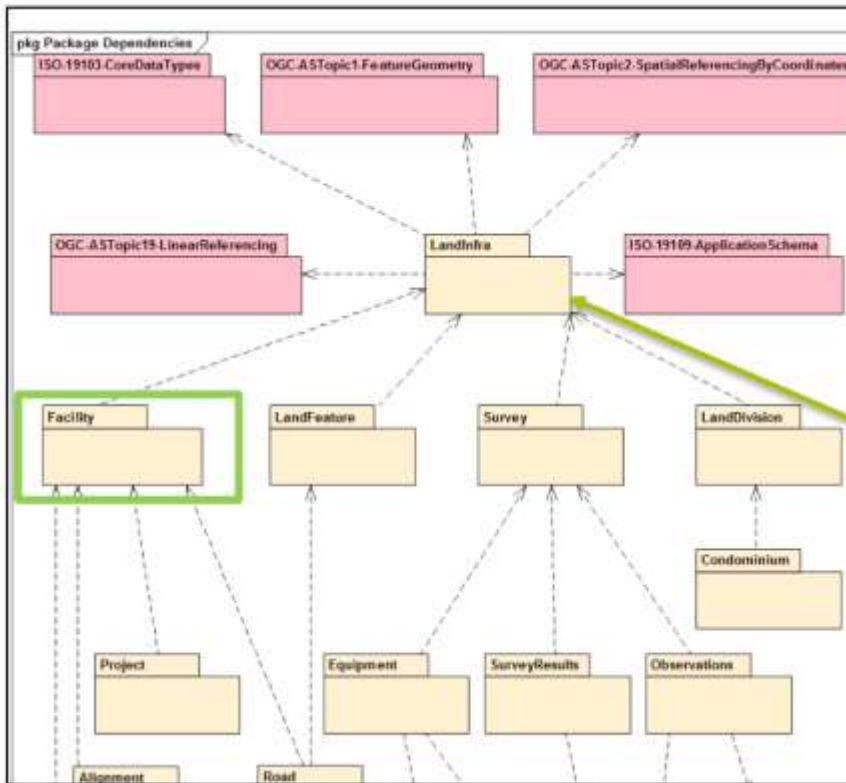 pkg Package Dependencies
ISO-19103-CoreDataTypes
OGC-ASTopic1-FeatureGeometry
OGC-ASTopic2-SpatialReferencingByCoordinates
OGC-ASTopic19-LinearReferencing
LandInfra
ISO-19109-ApplicationSchema
Facility
LandFeature
Survey
LandDivision
Condominium
Project
Equipment
SurveyResults
Observations
Alignment
Road